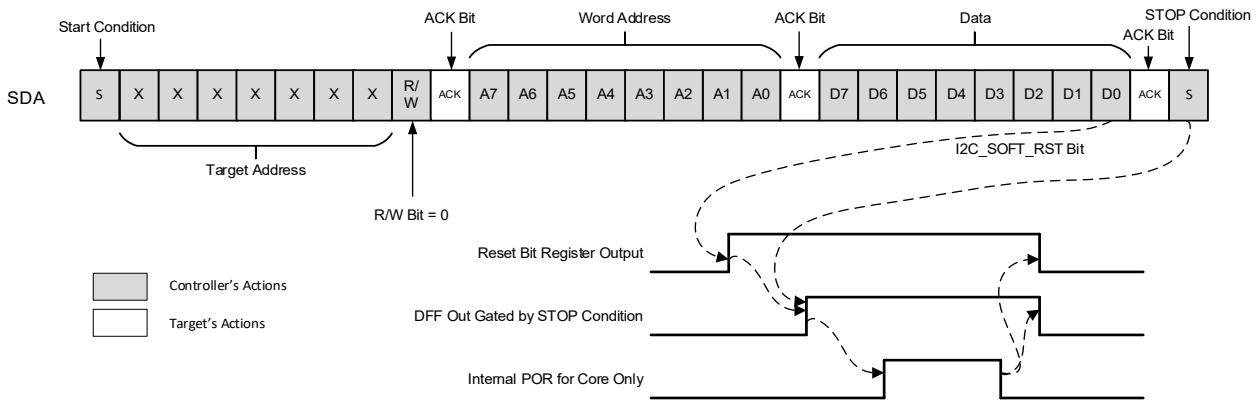 Start Condition
ACK Bit
Word Address
ACK Bit
Data
STOP Condition
ACK Bit
SDA
S X X X X X X X R/W ACK A7 A6 A5 A4 A3 A2 A1 A0 ACK D7 D6 D5 D4 D3 D2 D1 D0 ACK S
Target Address
R/W Bit = 0
I2C_SOFT_RST Bit
Reset Bit Register Output
Controller's Actions
Target's Actions
DFF Out Gated by STOP Condition
Internal POR for Core Only